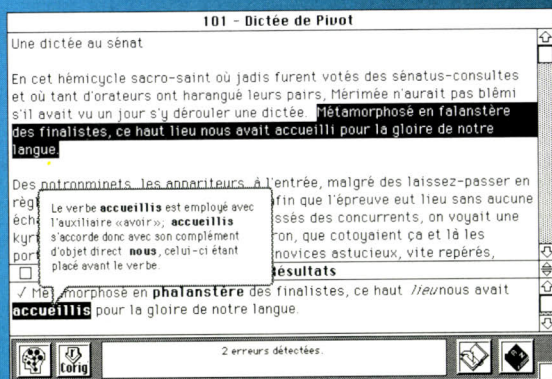 101 - Dictée de Pivot
Une dictée au sénat
En cet hémicycle sacro-saint où jadis furent votés des sénatus-consultes
et où tant d'orateurs ont harangué leurs pairs, Mérimée n'aurait pas blêmi
s'il avait vu un jour s'y dérouler une dictée. Métamorphosé en falanstère
des finalistes, ce haut lieu nous avait accueilli pour la gloire de notre
langue.
Des potronminets, les appariteurs, à l'entrée, malgré des laissez-passer en
règ
afin que l'épreuve eut lieu sans aucune
écha
ssés des concurrents, on voyait une
kyri
ron, que cotoyaient ça et là les
port
novices astucieux, vite repérés,
Le verbe accueillis est employé avec
l'auxiliaire «avoir»; accueillis
s'accorde donc avec son complément
d'objet direct nous, celui-ci étant
placé avant le verbe.
Résultats
√ Métamorphosé en phalanstère des finalistes, ce haut lieu nous avait
accueillis pour la gloire de notre langue.
Corig
2 erreurs détectées.